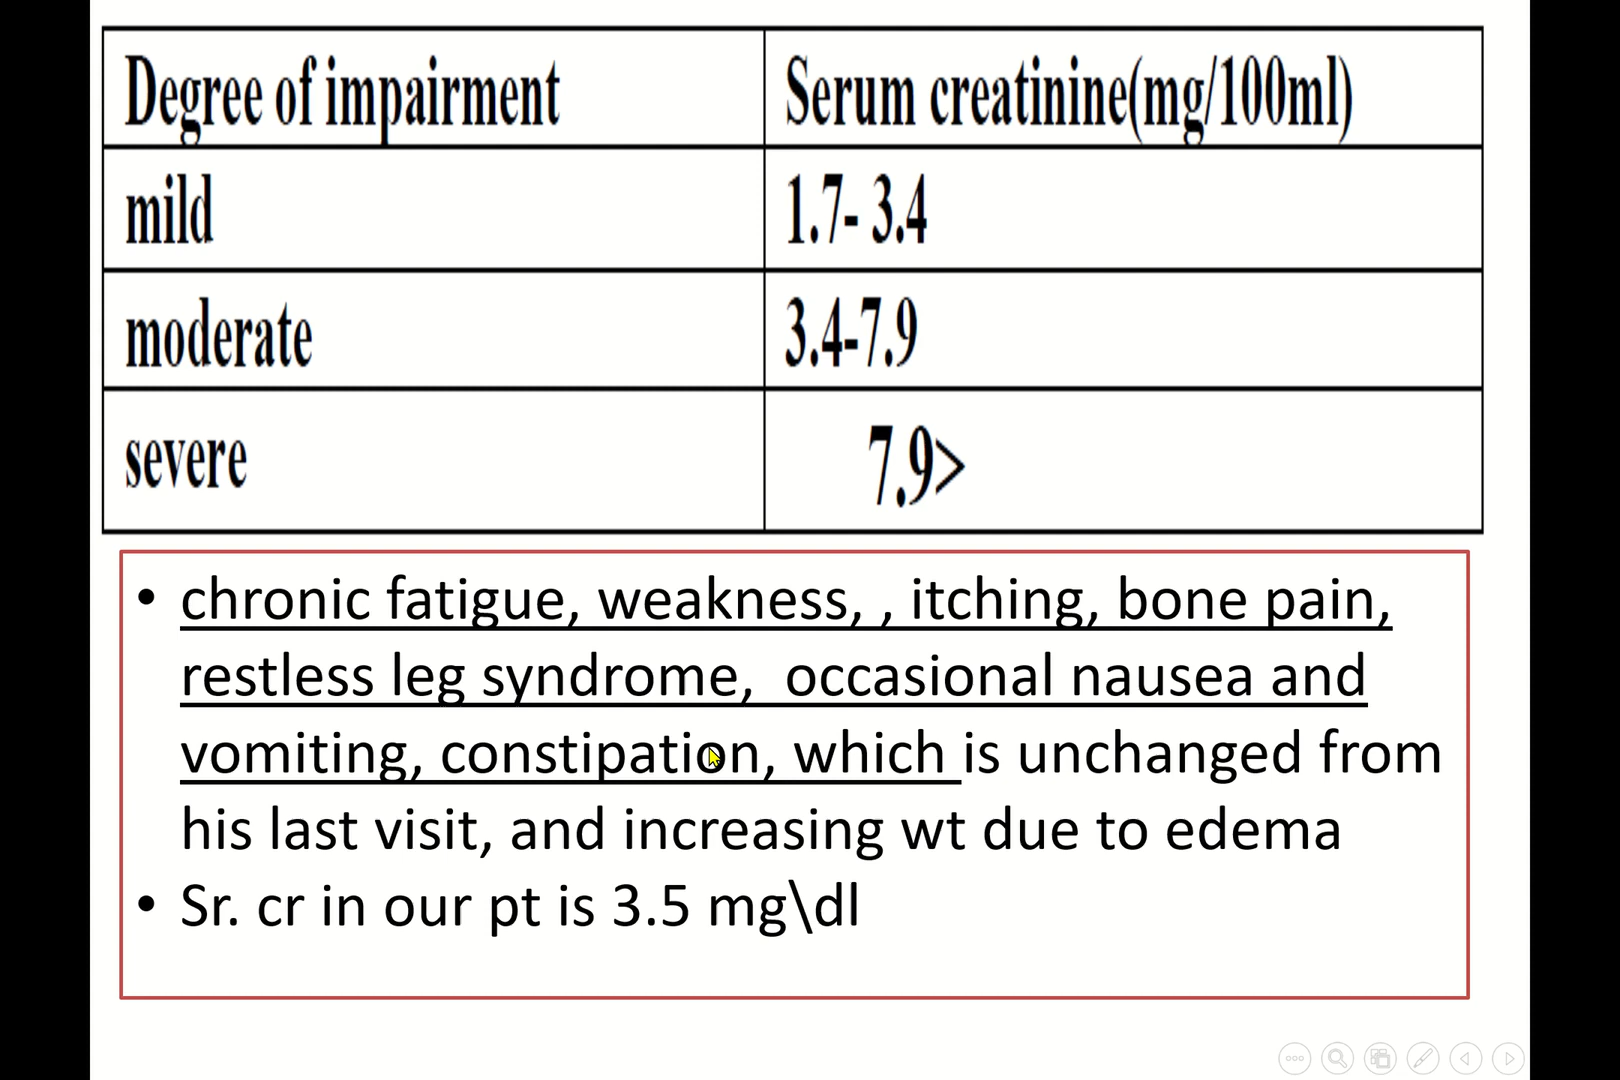 Degree of impairment Serum creatinine(mg/100ml)
mild 1.7- 3.4
moderate 3.4-7.9
severe 7.9>
• chronic fatigue, weakness, , itching, bone pain,
restless leg syndrome,  occasional nausea and
vomiting, constipation, which is unchanged from
his last visit, and increasing wt due to edema
• Sr. cr in our pt is 3.5 mg\dl